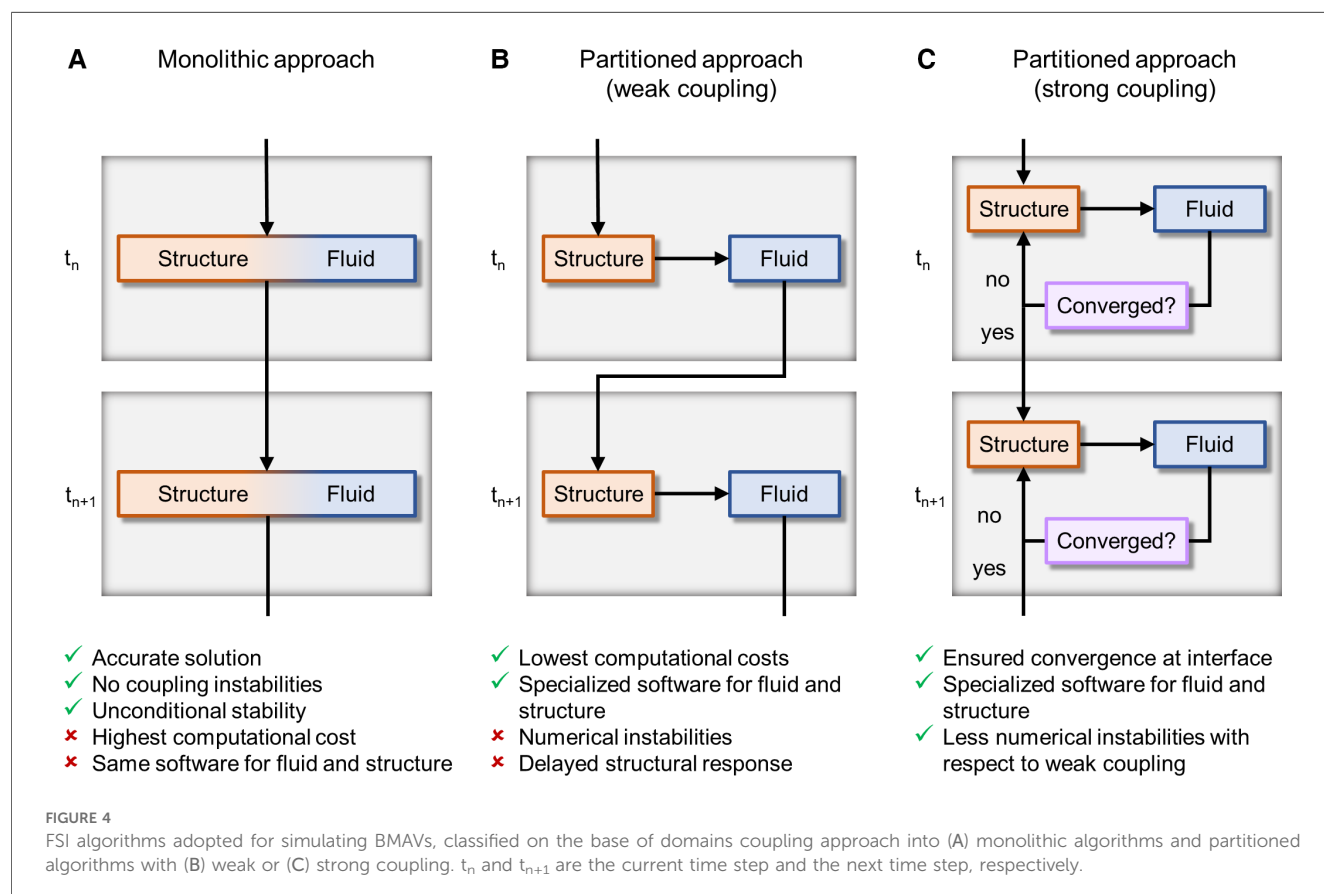 A Monolithic approach
B Partitioned approach
(weak coupling)
C Partitioned approach
(strong coupling)
tn
Structure Fluid
tn+1
Structure Fluid
✓ Accurate solution
✓ No coupling instabilities
✓ Unconditional stability
✘ Highest computational cost
✘ Same software for fluid and structure
tn
Structure Fluid
tn+1
Structure Fluid
✓ Lowest computational costs
✓ Specialized software for fluid and
structure
✘ Numerical instabilities
✘ Delayed structural response
tn
Structure Fluid
no
Converged?
yes
tn+1
Structure Fluid
no
Converged?
yes
✓ Ensured convergence at interface
✓ Specialized software for fluid and
structure
✓ Less numerical instabilities with
respect to weak coupling
FIGURE 4
FSI algorithms adopted for simulating BMAVs, classified on the base of domains coupling approach into (A) monolithic algorithms and partitioned
algorithms with (B) weak or (C) strong coupling. tn and tn+1 are the current time step and the next time step, respectively.